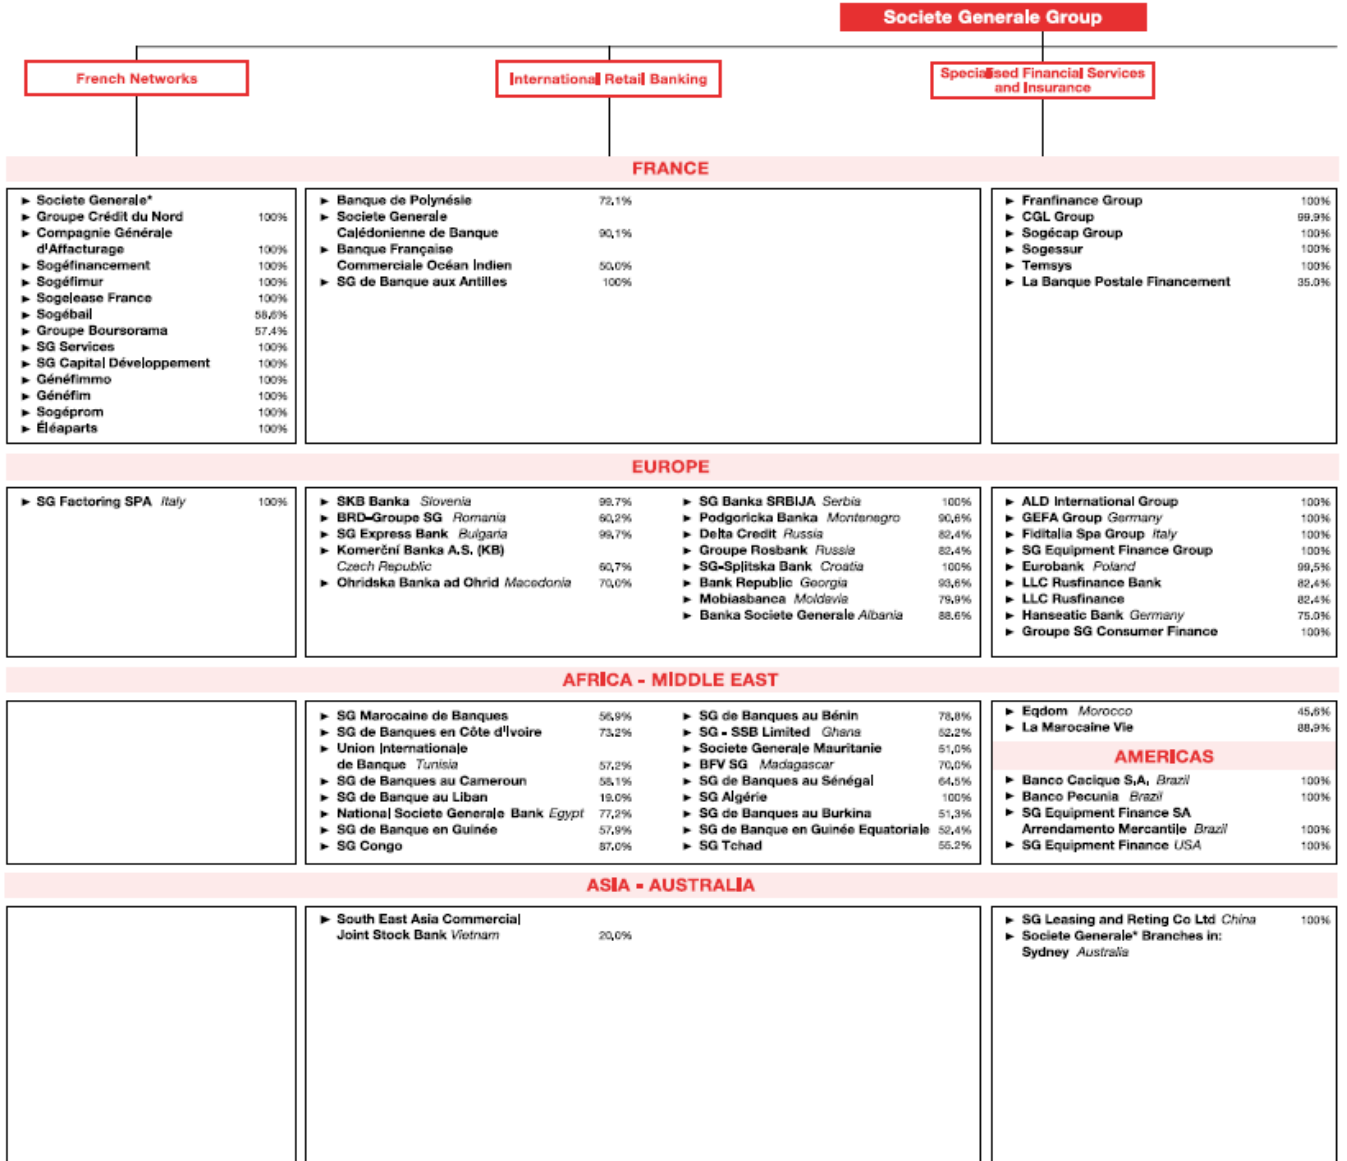 Societe Generale Group
French Networks
International Retail Banking
Specialised Financial Services
and Insurance
FRANCE
► Societe Generale*
► Groupe Crédit du Nord 100%
► Compagnie Générale
d'Affacturage 100%
► Sogéfinancement 100%
► Sogéfimur 100%
► Sogelease France 100%
► Sogébail 58.6%
► Groupe Boursorama 57.4%
► SG Services 100%
► SG Capital Développement 100%
► Généfimmo 100%
► Généfim 100%
► Sogéprom 100%
► Éléaparts 100%
► Banque de Polynésie 72.1%
► Societe Generale
Calédonienne de Banque 90.1%
► Banque Française
Commerciale Océan Indien 50.0%
► SG de Banque aux Antilles 100%
► Franfinance Group 100%
► CGL Group 99.9%
► Sogécap Group 100%
► Sogessur 100%
► Temsys 100%
► La Banque Postale Financement 35.0%
EUROPE
► SG Factoring SPA Italy 100%
► SKB Banka Slovenia 99.7%
► BRD-Groupe SG Romania 60.2%
► SG Express Bank Bulgaria 99.7%
► Komerční Banka A.S. (KB)
Czech Republic 60.7%
► Ohridska Banka ad Ohrid Macedonia 70.0%
► SG Banka SRBIJA Serbia 100%
► Podgoricka Banka Montenegro 90.6%
► Delta Credit Russia 82.4%
► Groupe Rosbank Russia 82.4%
► SG-Splitska Bank Croatia 100%
► Bank Republic Georgia 93.6%
► Mobiasbanca Moldavia 79.9%
► Banka Societe Generale Albania 88.6%
► ALD International Group 100%
► GEFA Group Germany 100%
► Fiditalia Spa Group Italy 100%
► SG Equipment Finance Group 100%
► Eurobank Poland 99.5%
► LLC Rusfinance Bank 82.4%
► LLC Rusfinance 82.4%
► Hanseatic Bank Germany 75.0%
► Groupe SG Consumer Finance 100%
AFRICA - MIDDLE EAST
► SG Marocaine de Banques 56.9%
► SG de Banques en Côte d'Ivoire 73.2%
► Union Internationale
de Banque Tunisia 57.2%
► SG de Banques au Cameroun 58.1%
► SG de Banque au Liban 19.0%
► National Societe Generale Bank Egypt 77.2%
► SG de Banque en Guinée 57.9%
► SG Congo 87.0%
► SG de Banques au Bénin 78.8%
► SG - SSB Limited Ghana 52.2%
► Societe Generale Mauritanie 51.0%
► BFV SG Madagascar 70.0%
► SG de Banques au Sénégal 64.5%
► SG Algérie 100%
► SG de Banques au Burkina 51.3%
► SG de Banque en Guinée Equatoriale 52.4%
► SG Tchad 55.2%
► Eqdom Morocco 45.6%
► La Marocaine Vie 88.9%
AMERICAS
► Banco Cacique S.A. Brazil 100%
► Banco Pecunia Brazil 100%
► SG Equipment Finance SA
Arrendamento Mercantile Brazil 100%
► SG Equipment Finance USA 100%
ASIA - AUSTRALIA
► South East Asia Commercial
Joint Stock Bank Vietnam 20.0%
► SG Leasing and Reting Co Ltd China 100%
► Societe Generale* Branches in:
Sydney Australia